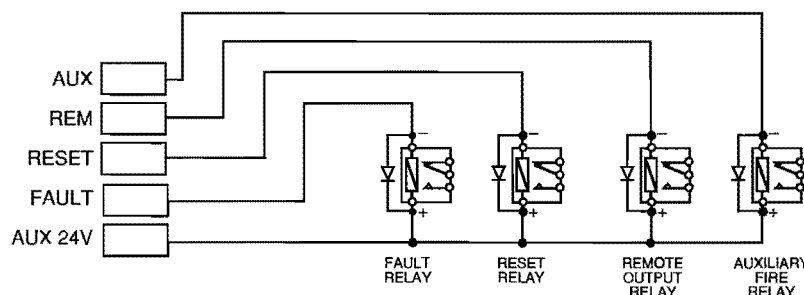 AUX
REM
RESET
FAULT
AUX 24V
− − − −
+ + + +
FAULT
RELAY
RESET
RELAY
REMOTE
OUTPUT
RELAY
AUXILIARY
FIRE
RELAY